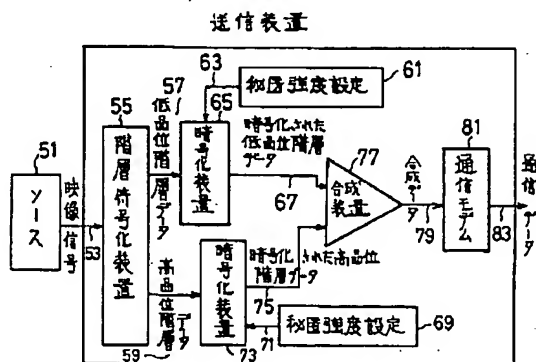 送信装置
61
63
秘匿強度設定
57
65
55
低品位階層データ
暗号化装置
暗号化された低品位階層データ
67
51
ソース
映像信号
53
階層符号化装置
77
合成装置
合成データ
79
81
通信モデム
83
通信データ
高品位階層データ
59
暗号化装置
73
暗号化された高品位階層データ
75
71
秘匿強度設定
69